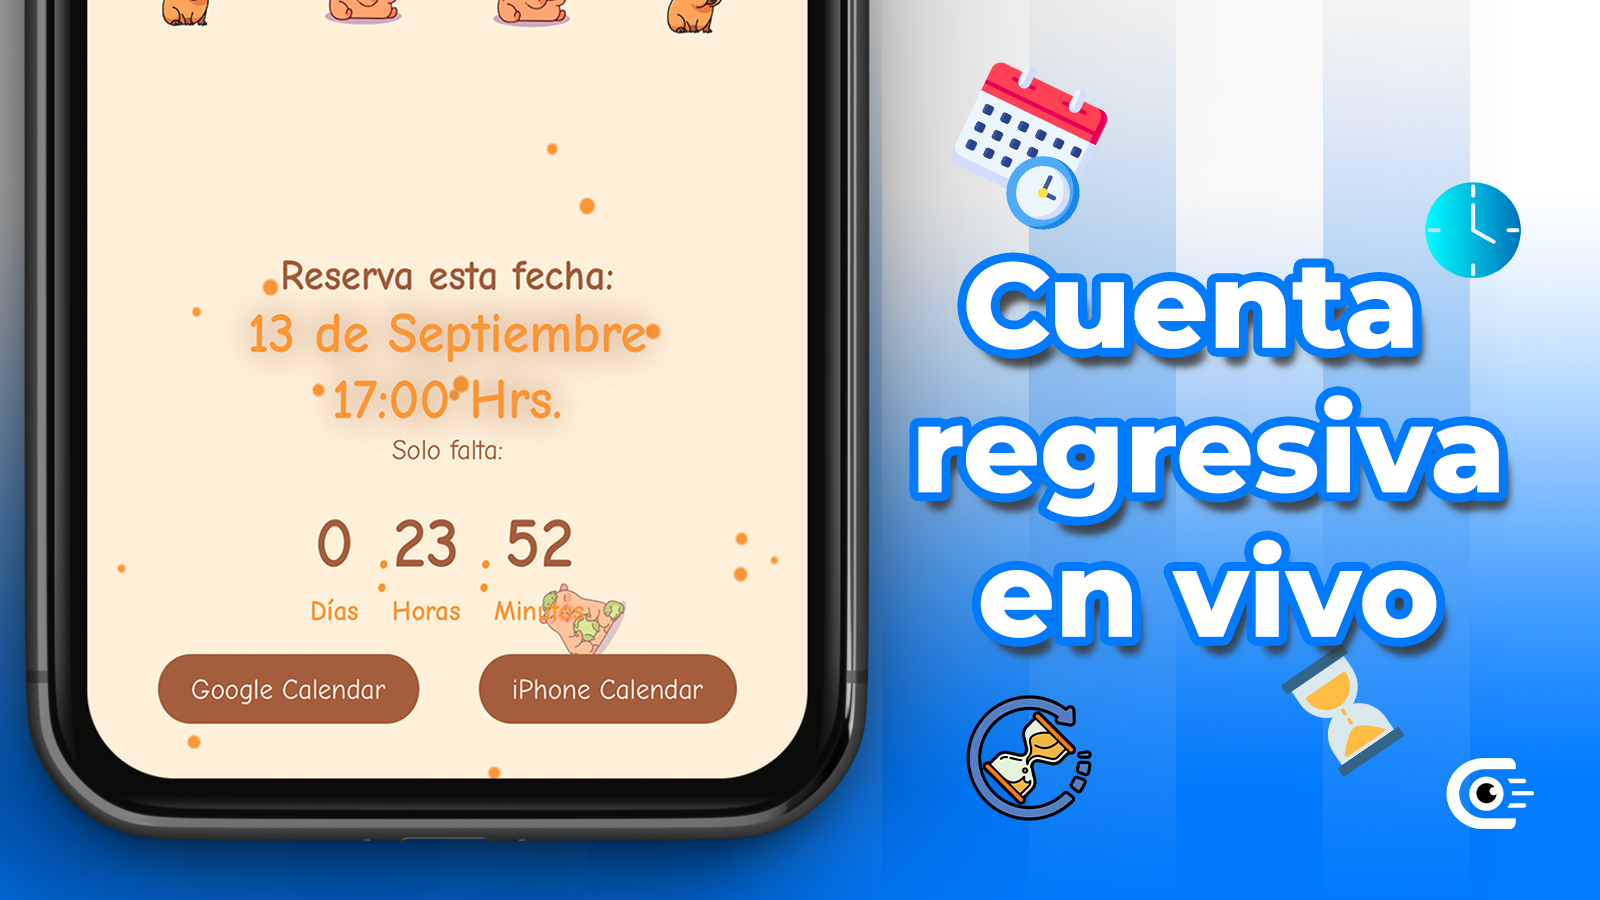 Reserva esta fecha:
13 de Septiembre
17:00 Hrs.
Solo falta:
0 : 23 : 52
Días Horas Minutos
Google Calendar
iPhone Calendar
Cuenta
regresiva
en vivo